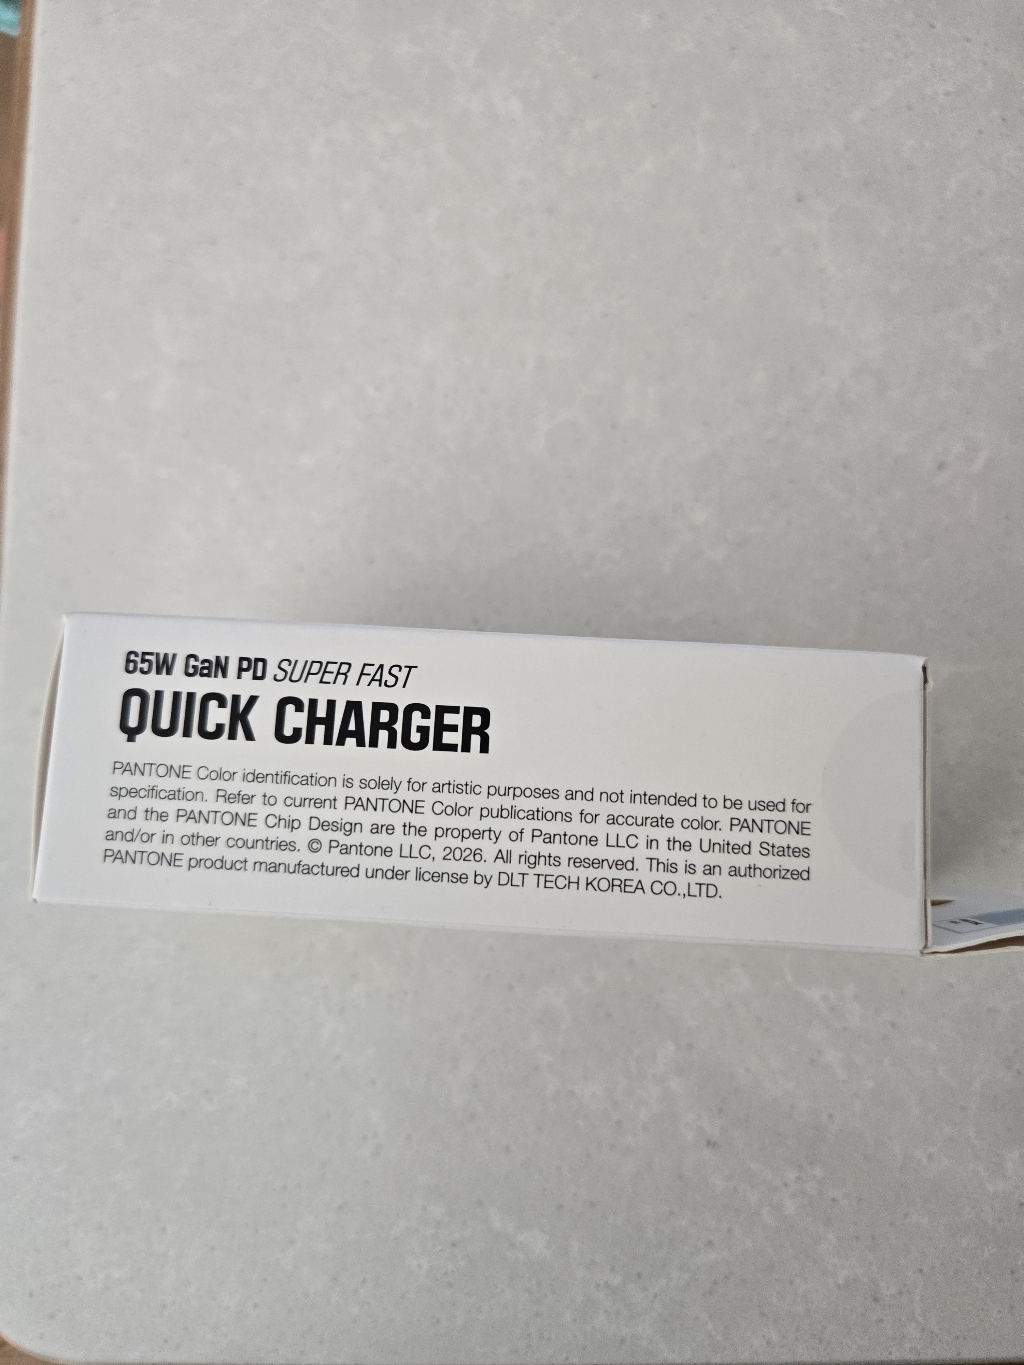 65W GaN PD SUPER FAST
QUICK CHARGER
PANTONE Color identification is solely for artistic purposes and not intended to be used for
specification. Refer to current PANTONE Color publications for accurate color. PANTONE
and the PANTONE Chip Design are the property of Pantone LLC in the United States
and/or in other countries. © Pantone LLC, 2026. All rights reserved. This is an authorized
PANTONE product manufactured under license by DLT TECH KOREA CO.,LTD.